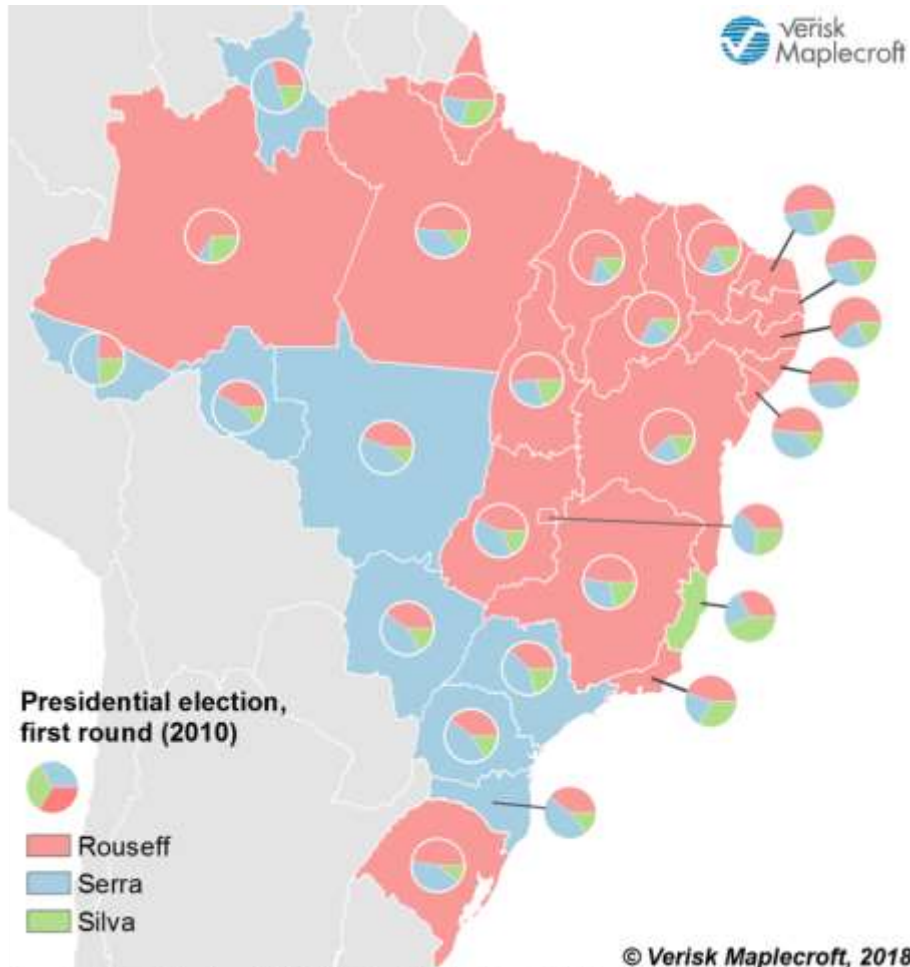 Verisk
Maplecroft
Presidential election,
first round (2010)
Rouseff
Serra
Silva
© Verisk Maplecroft, 2018